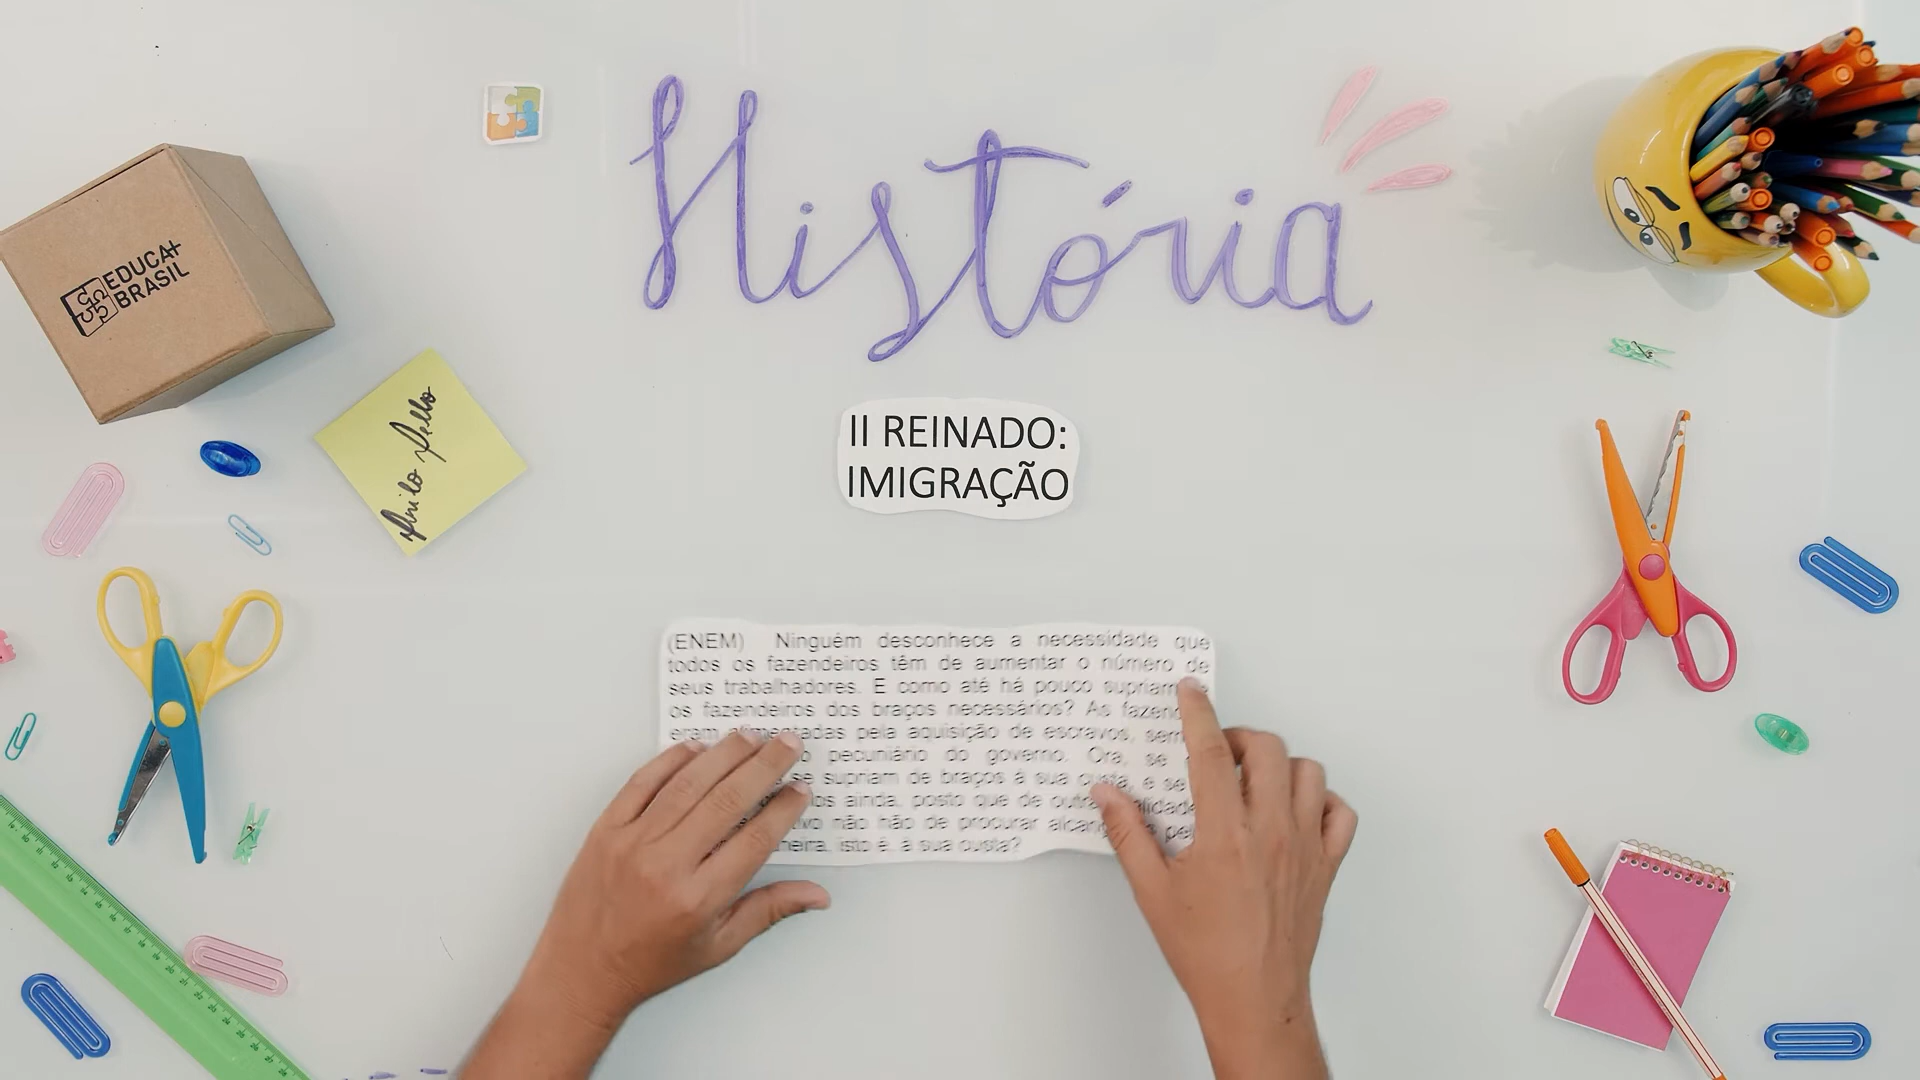 História
EDUCA+
BRASIL
II REINADO:
IMIGRAÇÃO
(ENEM) Ninguém desconhece a necessidade que
todos os fazendeiros têm de aumentar o número de
seus trabalhadores. E como até há pouco supriam
os fazendeiros dos braços necessários? As
eram alimentadas pela aquisição de escravos,
pecuniário do governo. Ora, se
se supriam de braços à sua custa, e se
ainda, posto que de outra
não hão de procurar
isto é, à sua custa?